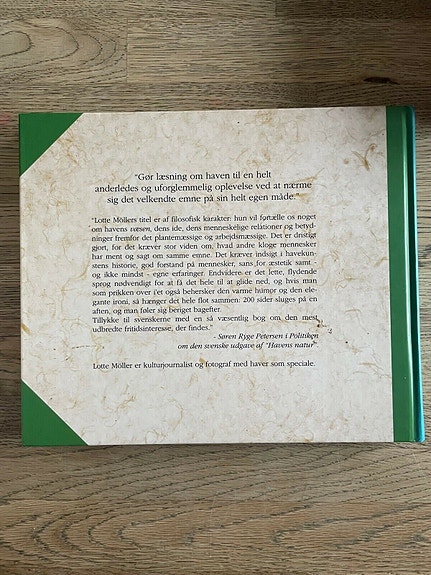 "Gør læsning om haven til en helt
anderledes og uforglemmelig oplevelse ved at nærme
sig det velkendte emne på sin helt egen måde."
"Lotte Möllers titel er af filosofisk karakter: hun vil fortælle os noget
om havens væsen, dens ide, dens menneskelige relationer og betyd-
ninger fremfor det plantemæssige og arbejdsmæssige. Det er dristigt
gjort, for det kræver stor viden om, hvad andre kloge mennesker
har ment og sagt om samme emne. Det kræver indsigt i havekun-
stens historie, god forstand på mennesker, sans for æstetik samt -
og ikke mindst - egne erfaringer. Endvidere er det lette, flydende
sprog nødvendigt for at få det hele til at glide ned, og hvis man
som prikken over i'et også behersker den varme humor og den ele-
gante ironi, så hænger det hele flot sammen: 200 sider sluges på en
aften, og man føler sig beriget bagefter.
Tillykke til svenskerne med en så væsentlig bog om den mest
udbredte fritidsinteresse, der findes."
- Søren Ryge Petersen i Politiken
om den svenske udgave af "Havens natur".
Lotte Möller er kulturjournalist og fotograf med haver som speciale.